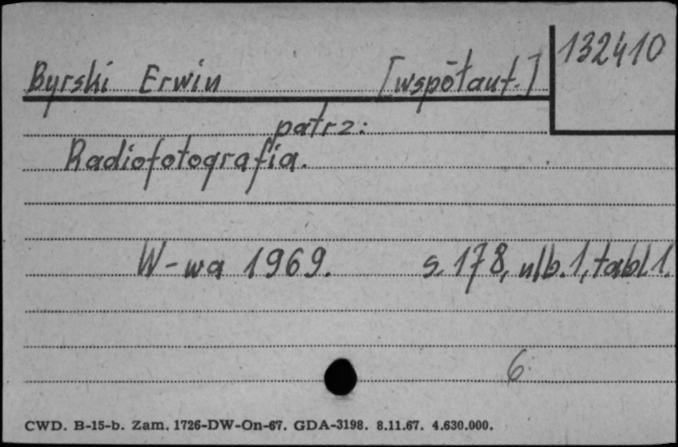 132410
Byrski Erwin [współaut.]
patrz:
Radiofotografia.
W-wa 1969. s. 178, nlb. 1, tabl 1.
6
CWD. B-15-b. Zam. 1726-DW-On-67. GDA-3198. 8.11.67. 4.630.000.